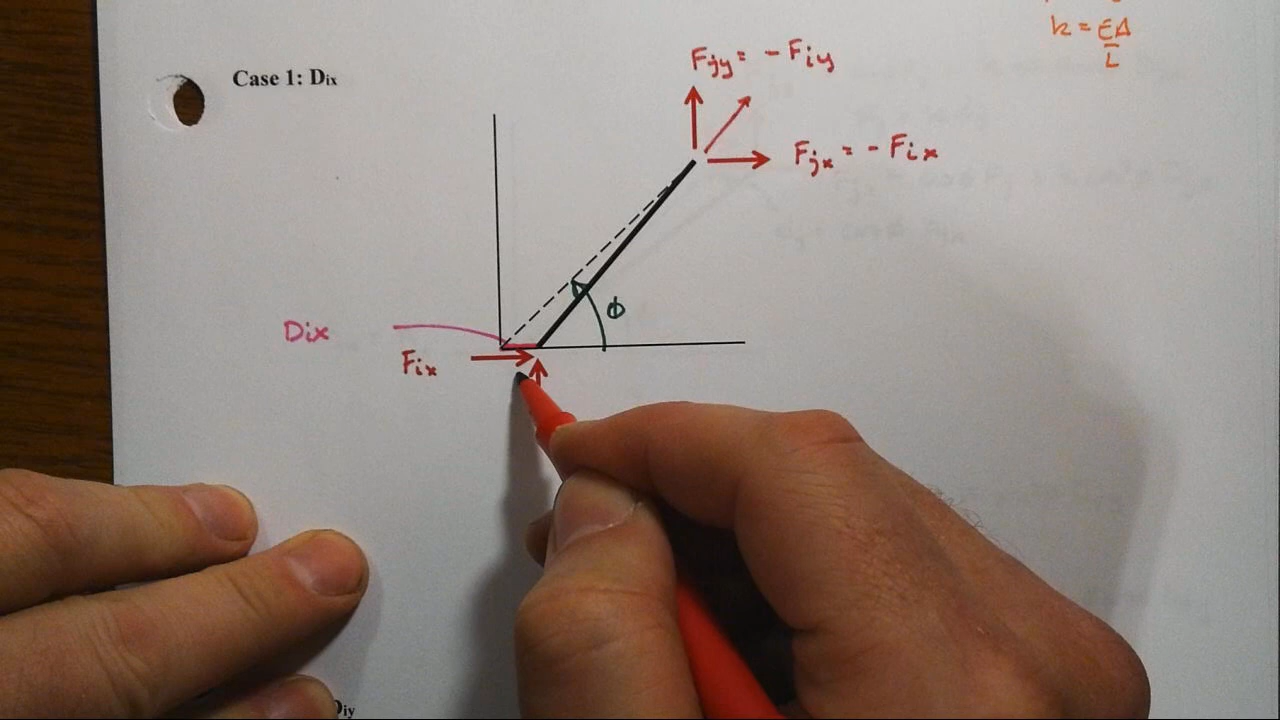 k = EA/L
Case 1: Dix
Fjy = - Fiy
Fjx = - Fix
ϕ
Dix
Fix
Diy